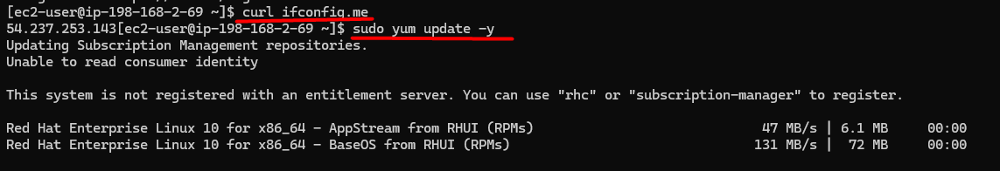 [ec2-user@ip-198-168-2-69 ~]$ curl ifconfig.me
54.237.253.143[ec2-user@ip-198-168-2-69 ~]$ sudo yum update -y
Updating Subscription Management repositories.
Unable to read consumer identity
This system is not registered with an entitlement server. You can use "rhc" or "subscription-manager" to register.
Red Hat Enterprise Linux 10 for x86_64 - AppStream from RHUI (RPMs) 47 MB/s | 6.1 MB 00:00
Red Hat Enterprise Linux 10 for x86_64 - BaseOS from RHUI (RPMs) 131 MB/s | 72 MB 00:00